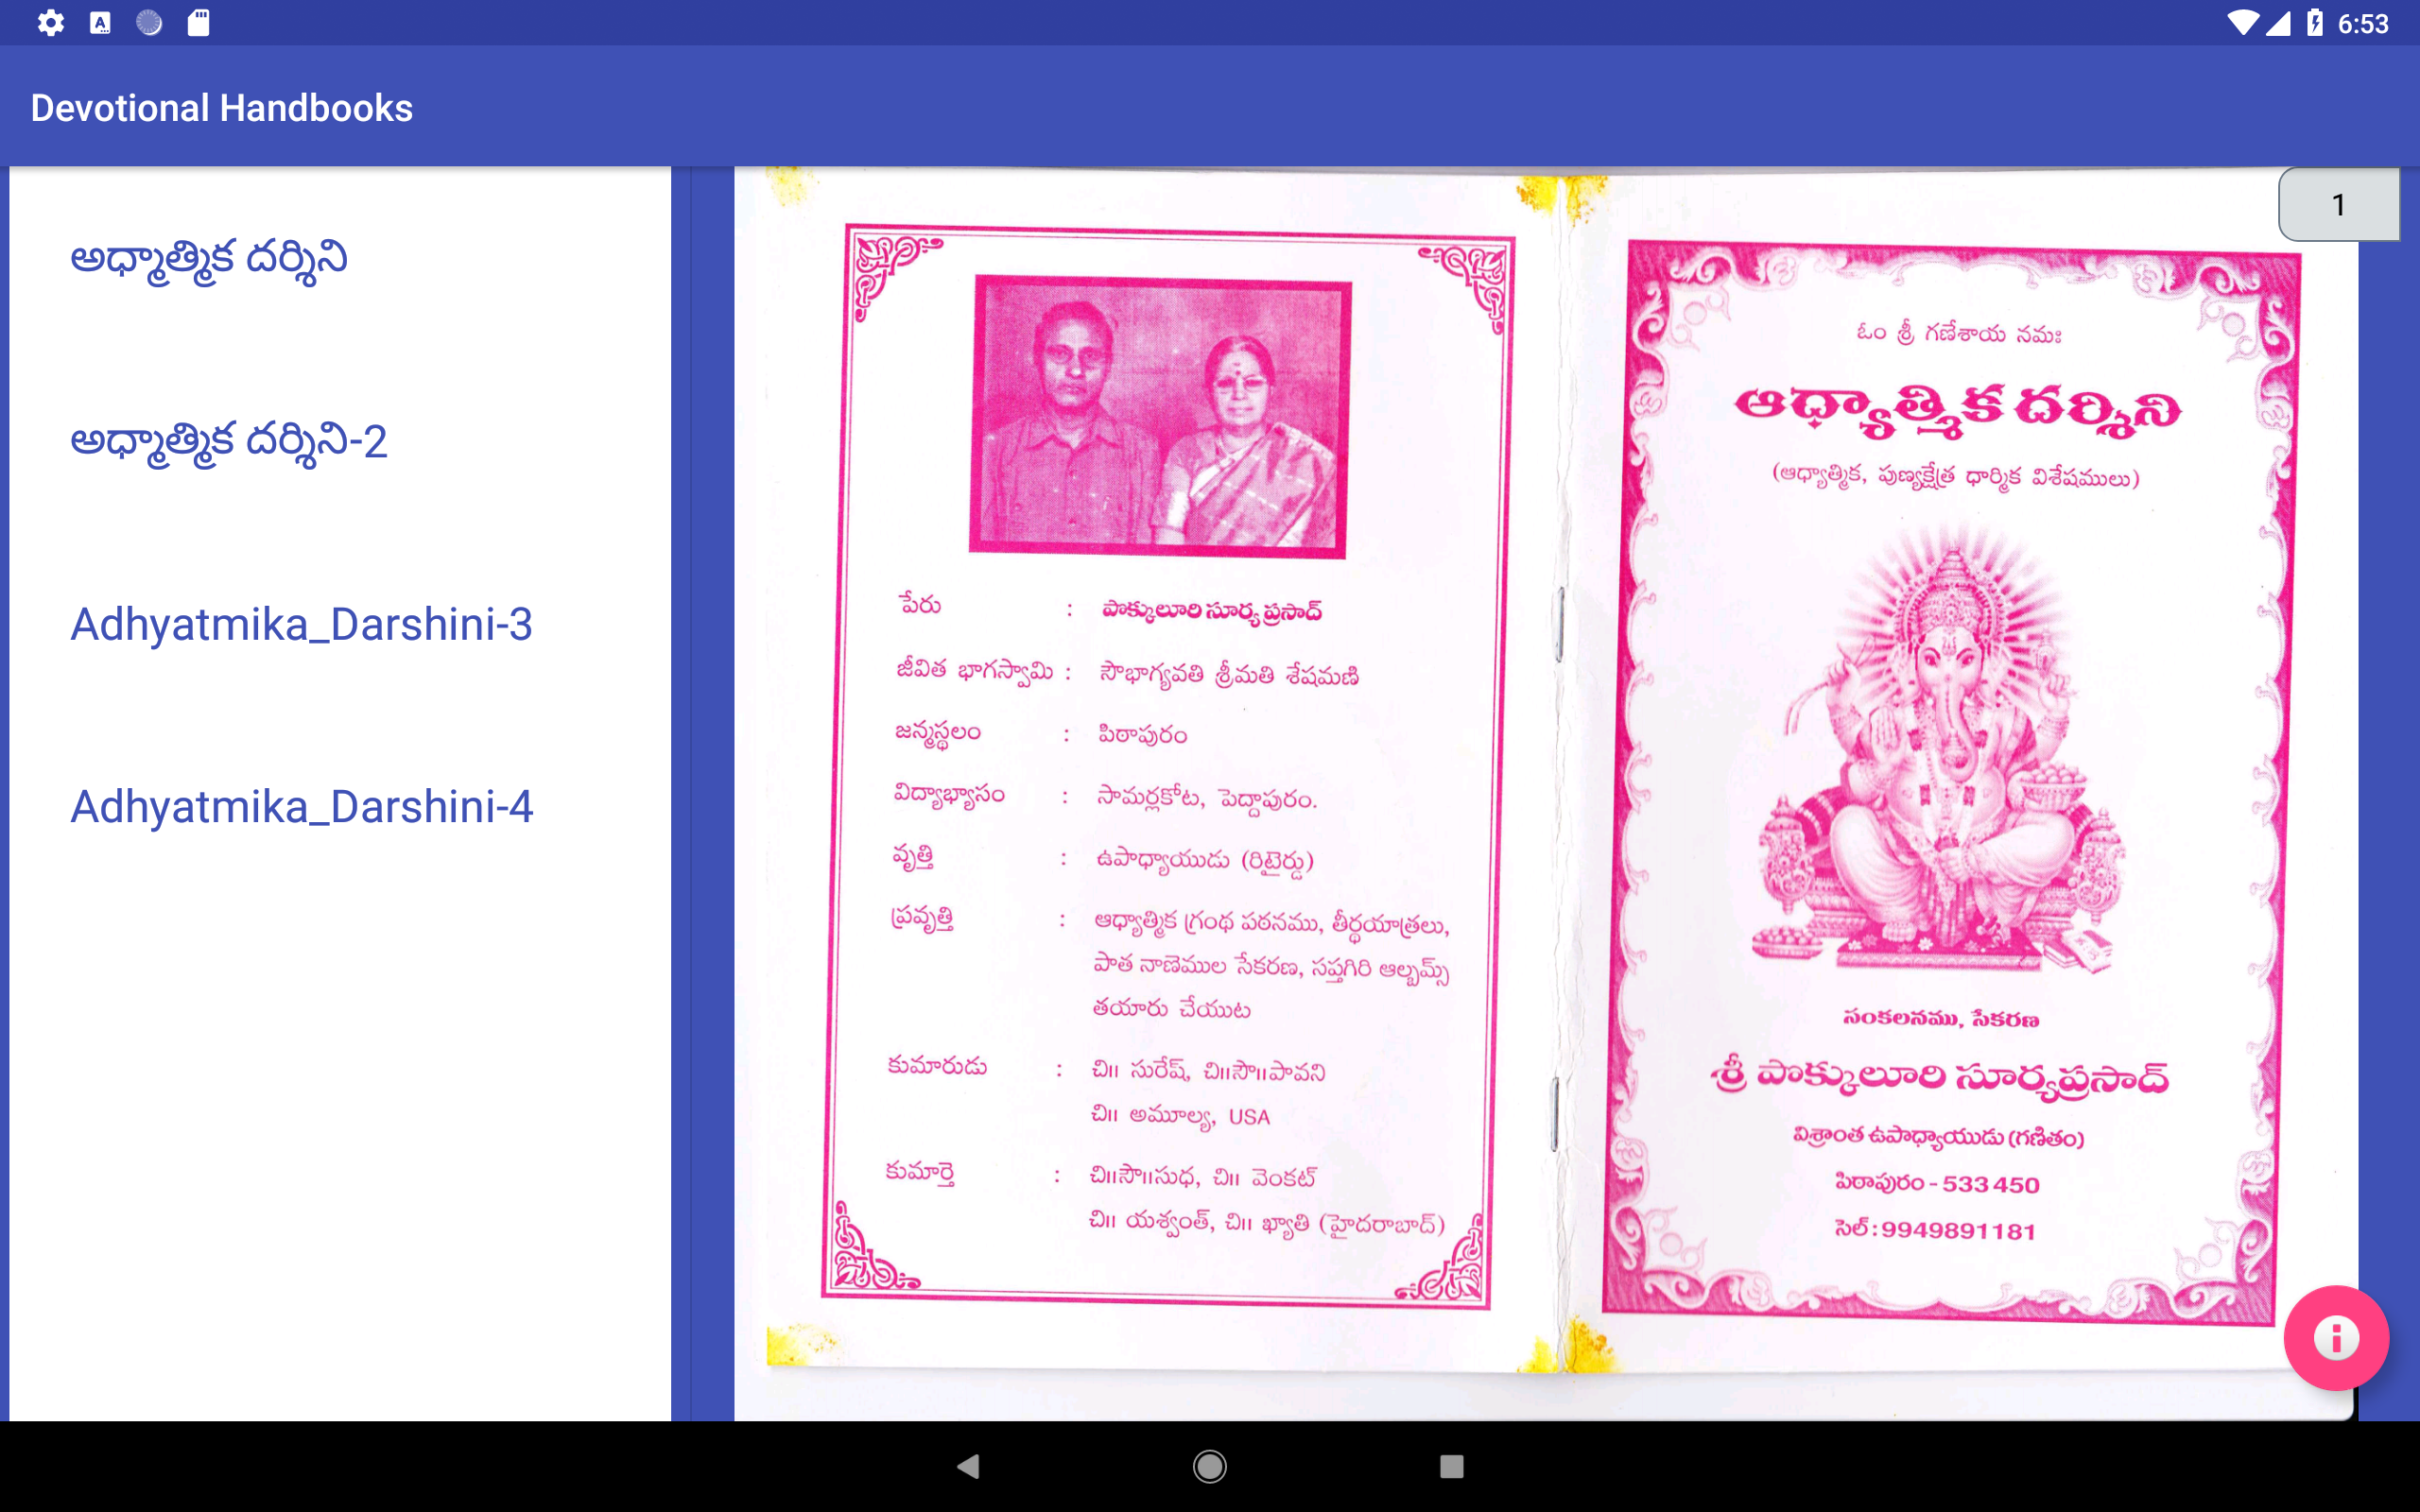 6:53
Devotional Handbooks
అధ్మాత్మిక దర్శిని
అధ్మాత్మిక దర్శిని-2
Adhyatmika_Darshini-3
Adhyatmika_Darshini-4
1
పేరు : పొక్కులూరి సూర్య ప్రసాద్
జీవిత భాగస్వామి : సౌభాగ్యవతి శ్రీమతి శేషమణి
జన్మస్థలం : పిఠాపురం
విద్యాభ్యాసం : సామర్లకోట, పెద్దాపురం.
వృత్తి : ఉపాధ్యాయుడు (రిటైర్డు)
ప్రవృత్తి : ఆధ్యాత్మిక గ్రంథ పఠనము, తీర్థయాత్రలు,
పాత నాణెముల సేకరణ, సప్తగిరి ఆల్బమ్స్
తయారు చేయుట
కుమారుడు : చి॥ సురేష్, చి॥సౌ॥పావని
చి॥ అమూల్య, USA
కుమార్తె : చి॥సౌ॥సుధ, చి॥ వెంకట్
చి॥ యశ్వంత్, చి॥ ఖ్యాతి (హైదరాబాద్)
ఓం శ్రీ గణేశాయ నమః
ఆధ్యాత్మిక దర్శిని
(ఆధ్యాత్మిక, పుణ్యక్షేత్ర ధార్మిక విశేషములు)
సంకలనము, సేకరణ
శ్రీ పొక్కులూరి సూర్యప్రసాద్
విశ్రాంత ఉపాధ్యాయుడు (గణితం)
పిఠాపురం - 533 450
సెల్ : 9949891181